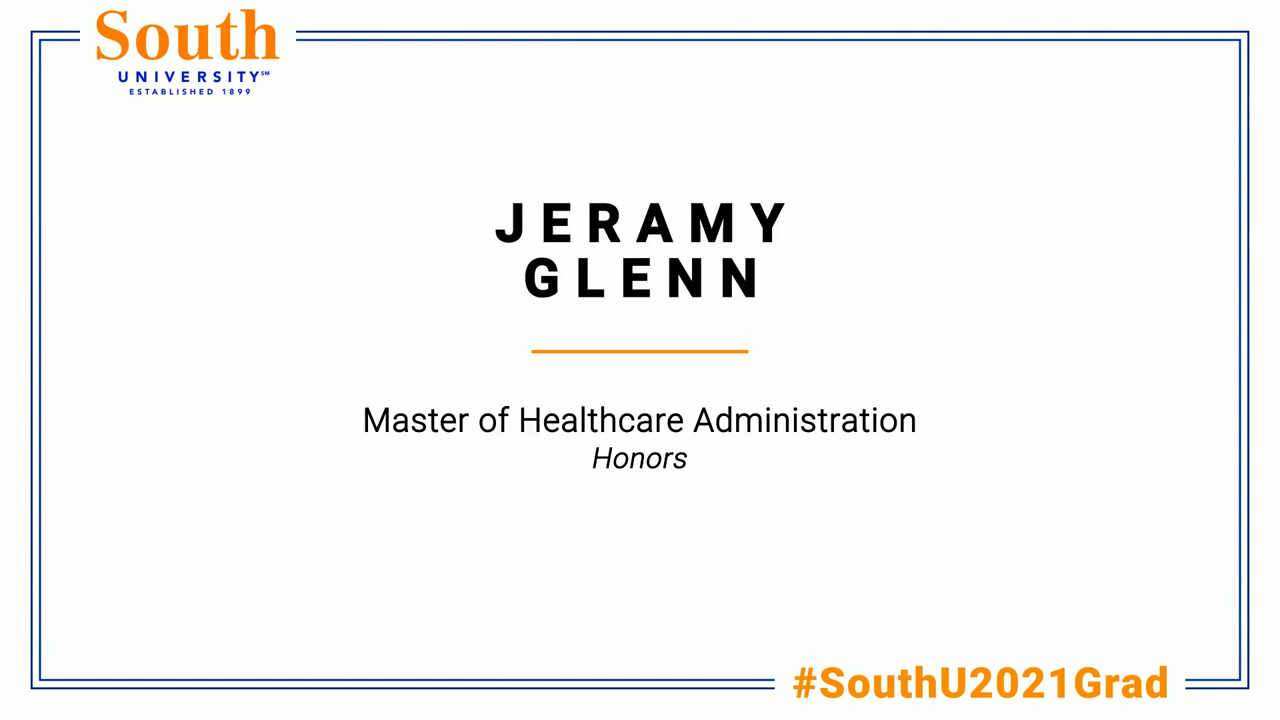 South
UNIVERSITY℠
ESTABLISHED 1899
JERAMY
GLENN
Master of Healthcare Administration
Honors
#SouthU2021Grad